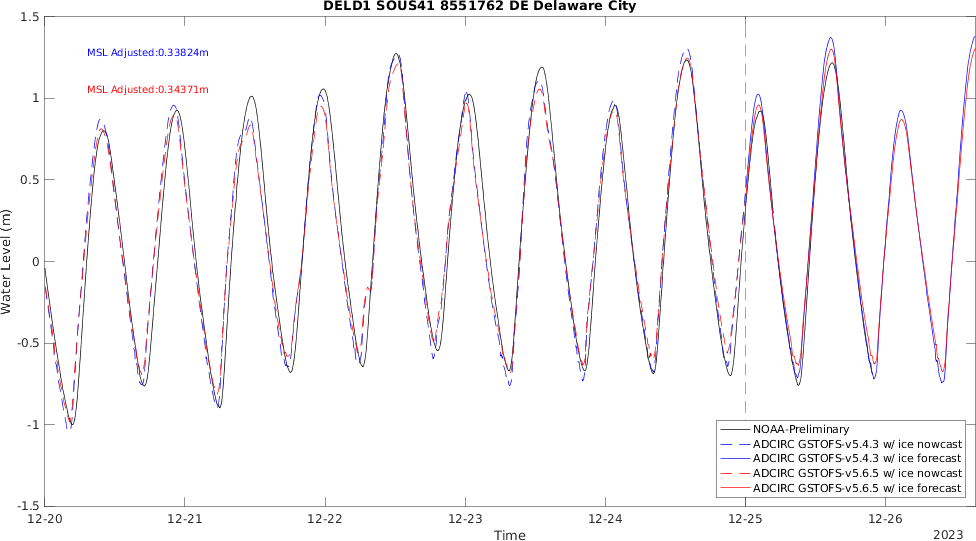 DELD1 SOUS41 8551762 DE Delaware City
MSL Adjusted:0.33824m
MSL Adjusted:0.34371m
Water Level (m)
1.5
1
0.5
0
-0.5
-1
-1.5
NOAA-Preliminary
ADCIRC GSTOFS-v5.4.3 w/ ice nowcast
ADCIRC GSTOFS-v5.4.3 w/ ice forecast
ADCIRC GSTOFS-v5.6.5 w/ ice nowcast
ADCIRC GSTOFS-v5.6.5 w/ ice forecast
12-20 12-21 12-22 12-23 12-24 12-25 12-26
Time
2023